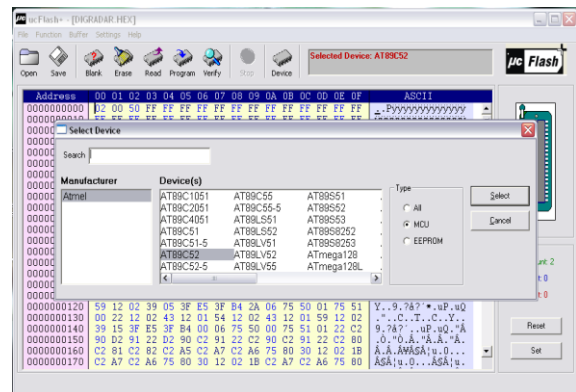 ucFlash+ - [DIGRADAR.HEX]
File Function Buffer Settings Help
Open Save Blank Erase Read Program Verify Stop Device
Selected Device: AT89C52
µc Flash
Address 00 01 02 03 04 05 06 07 08 09 0A 0B 0C 0D 0E 0F ASCII
0000000000 02 00 50 FF FF FF FF FF FF FF FF FF FF FF FF FF ..Pÿÿÿÿÿÿÿÿÿÿÿÿÿ
Select Device
Search
Manufacturer
Atmel
Device(s)
AT89C1051 AT89C55 AT89S51
AT89C2051 AT89C55-5 AT89S52
AT89C4051 AT89LS51 AT89S53
AT89C51 AT89LS52 AT89S8252
AT89C51-5 AT89LV51 AT89S8253
AT89C52 AT89LV52 ATmega128
AT89C52-5 AT89LV55 ATmega128L
Type
All
MCU
EEPROM
Select
Cancel
0000000120 59 12 02 39 05 3F E5 3F B4 2A 06 75 50 01 75 51 Y..9.?å?´*.uP.uQ
0000000130 00 22 12 02 43 12 01 54 12 02 43 12 01 59 12 02 ."..C..T..C..Y..
0000000140 39 15 3F E5 3F B4 00 06 75 50 00 75 51 01 22 C2 9.?å?´..uP.uQ."Â
0000000150 90 D2 91 22 D2 90 C2 91 22 C2 90 C2 91 22 C2 80
0000000160 C2 81 C2 82 C2 A5 C2 A7 C2 A6 75 80 30 12 02 1B
0000000170 C2 A7 C2 A6 75 80 30 12 02 1B C2 A7 C2 A6 75 80
Reset
Set